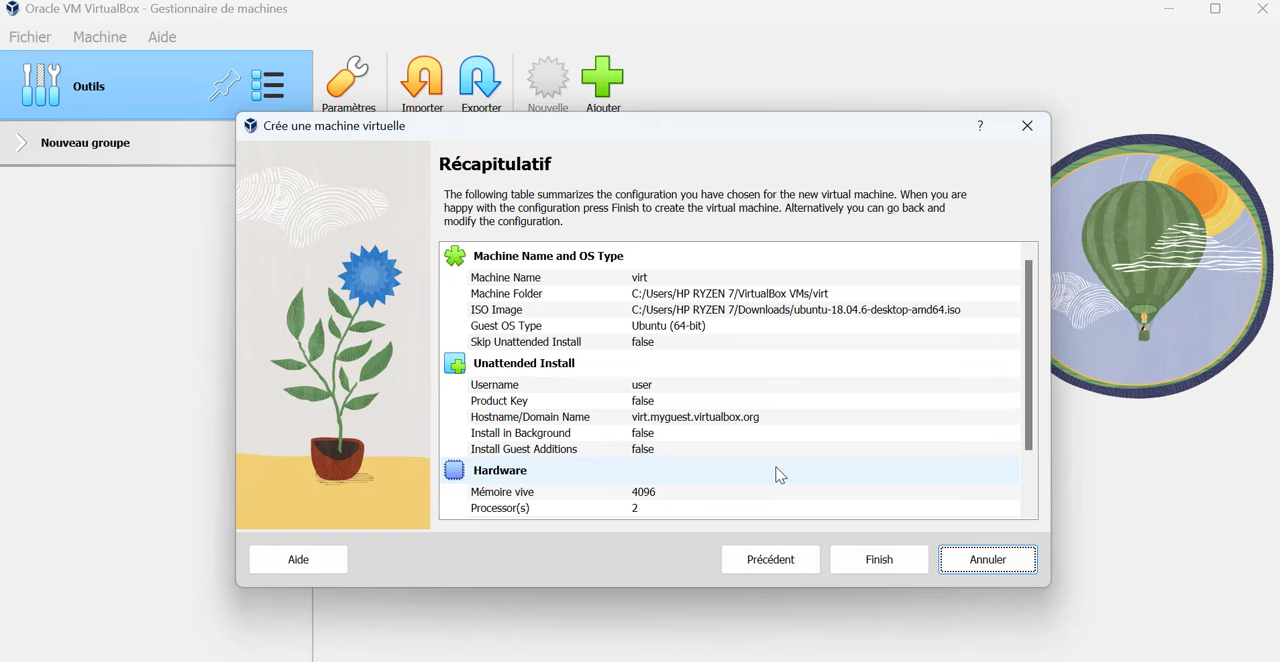 Oracle VM VirtualBox - Gestionnaire de machines
Fichier Machine Aide
Outils
Paramètres Importer Exporter Nouvelle Ajouter
Nouveau groupe
Crée une machine virtuelle ?
Récapitulatif
The following table summarizes the configuration you have chosen for the new virtual machine. When you are
happy with the configuration press Finish to create the virtual machine. Alternatively you can go back and
modify the configuration.
Machine Name and OS Type
Machine Name virt
Machine Folder C:/Users/HP RYZEN 7/VirtualBox VMs/virt
ISO Image C:/Users/HP RYZEN 7/Downloads/ubuntu-18.04.6-desktop-amd64.iso
Guest OS Type Ubuntu (64-bit)
Skip Unattended Install false
Unattended Install
Username user
Product Key false
Hostname/Domain Name virt.myguest.virtualbox.org
Install in Background false
Install Guest Additions false
Hardware
Mémoire vive 4096
Processor(s) 2
Aide Précédent Finish Annuler